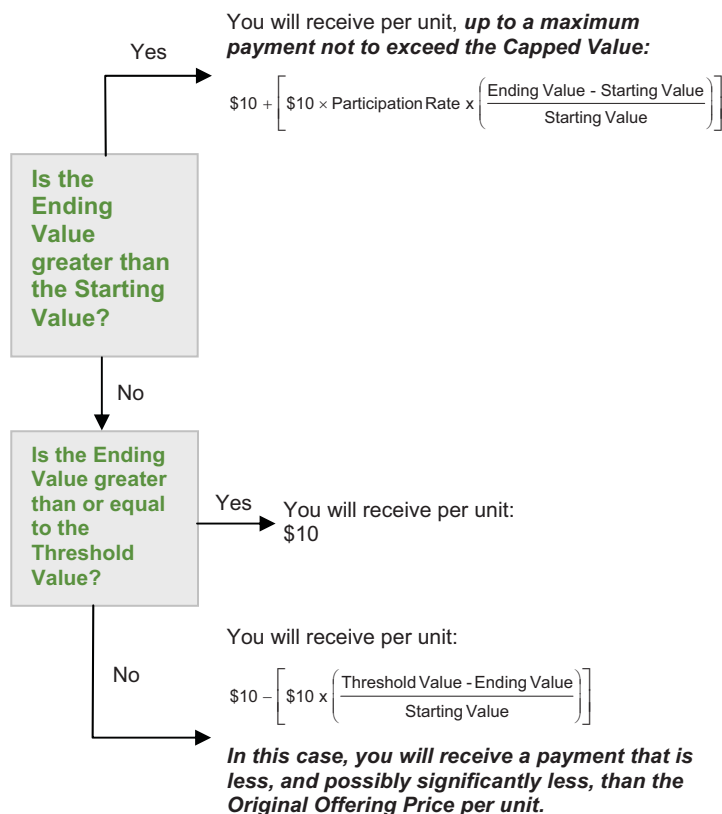 You will receive per unit, up to a maximum
payment not to exceed the Capped Value:
Yes
$10 + [ $10 × Participation Rate x ( Ending Value - Starting Value / Starting Value ) ]
Is the
Ending
Value
greater than
the Starting
Value?
No
Is the Ending
Value greater
than or equal
to the
Threshold
Value?
Yes
You will receive per unit:
$10
You will receive per unit:
No
$10 – [ $10 x ( Threshold Value - Ending Value / Starting Value ) ]
In this case, you will receive a payment that is
less, and possibly significantly less, than the
Original Offering Price per unit.